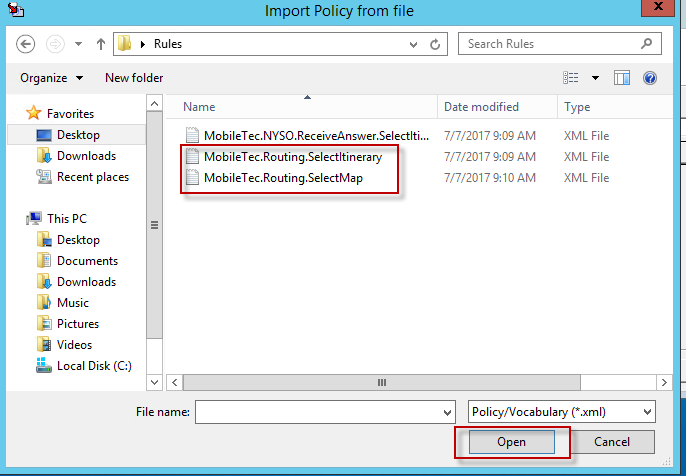 Import Policy from file
X
Rules
Search Rules
Organize
New folder
?
Favorites
Desktop
Downloads
Recent places
This PC
Desktop
Documents
Downloads
Music
Pictures
Videos
Local Disk (C:)
Name Date modified Type
MobileTec.NYSO.ReceiveAnswer.SelectIti... 7/7/2017 9:09 AM XML File
MobileTec.Routing.SelectItinerary 7/7/2017 9:09 AM XML File
MobileTec.Routing.SelectMap 7/7/2017 9:10 AM XML File
File name:
Policy/Vocabulary (*.xml)
Open Cancel